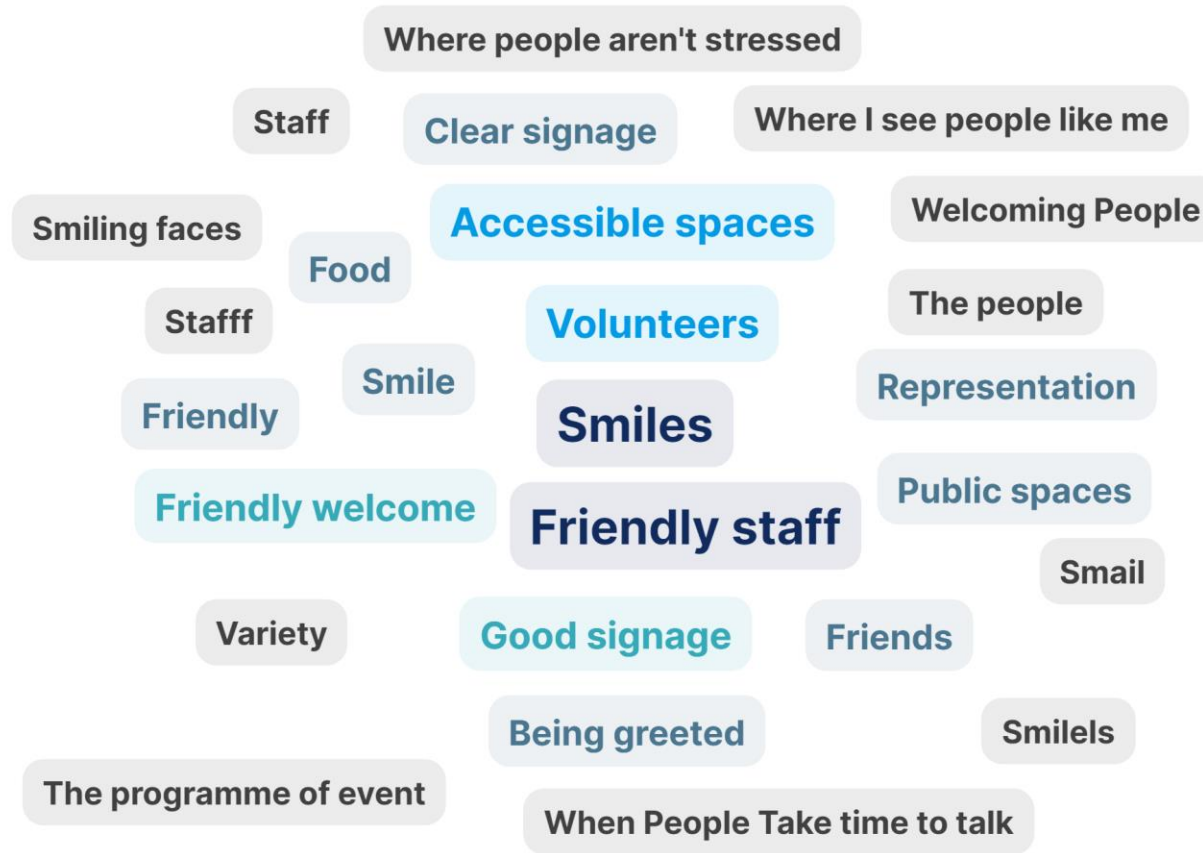 Where people aren't stressed
Staff
Clear signage
Where I see people like me
Smiling faces
Accessible spaces
Welcoming People
Food
Stafff
Volunteers
The people
Smile
Friendly
Smiles
Representation
Friendly welcome
Friendly staff
Public spaces
Smail
Variety
Good signage
Friends
Being greeted
Smilels
The programme of event
When People Take time to talk